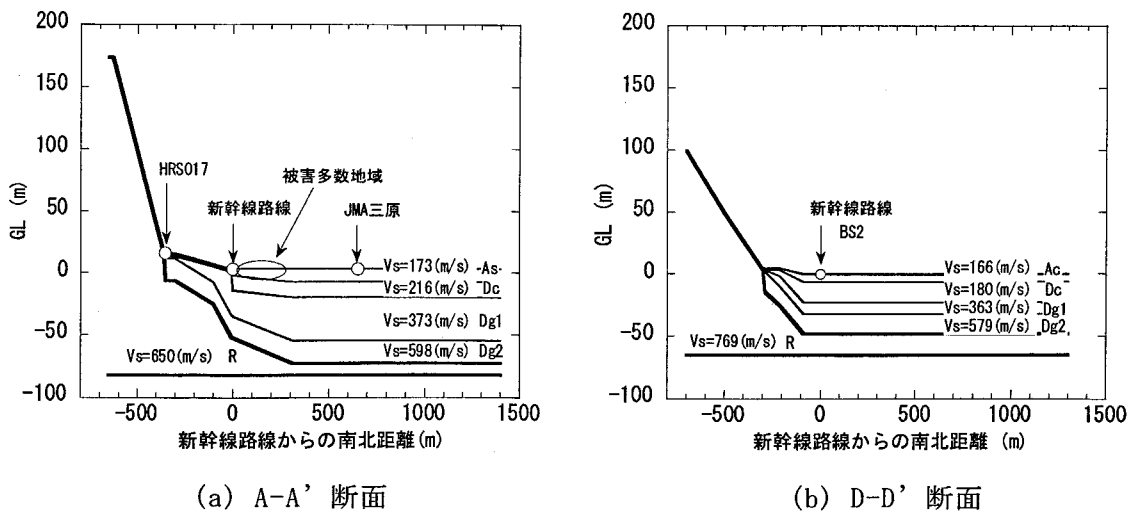 200
150
100
50
0
-50
-100
GL (m)
HRS017
新幹線路線
被害多数地域
JMA三原
Vs=173(m/s) As
Vs=216(m/s) Dc
Vs=373(m/s) Dg1
Vs=598(m/s) Dg2
Vs=650(m/s) R
-500 0 500 1000 1500
新幹線路線からの南北距離(m)
(a) A-A' 断面
200
150
100
50
0
-50
-100
GL (m)
新幹線路線
BS2
Vs=166(m/s) Ac
Vs=180(m/s) Dc
Vs=363(m/s) Dg1
Vs=579(m/s) Dg2
Vs=769(m/s) R
-500 0 500 1000 1500
新幹線路線からの南北距離 (m)
(b) D-D' 断面